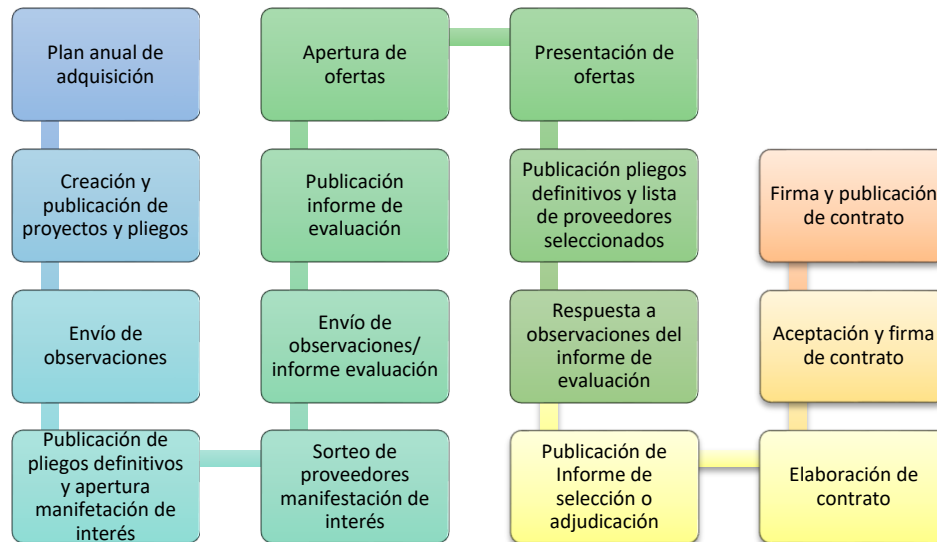 Plan anual de
adquisición
Creación y
publicación de
proyectos y pliegos
Envío de
observaciones
Publicación de
pliegos definitivos
y apertura
manifetación de
interés
Sorteo de
proveedores
manifestación de
interés
Envío de
observaciones/
informe evaluación
Publicación
informe de
evaluación
Apertura de
ofertas
Presentación de
ofertas
Publicación pliegos
definitivos y lista
de proveedores
seleccionados
Respuesta a
observaciones del
informe de
evaluación
Publicación de
Informe de
selección o
adjudicación
Elaboración de
contrato
Aceptación y firma
de contrato
Firma y publicación
de contrato